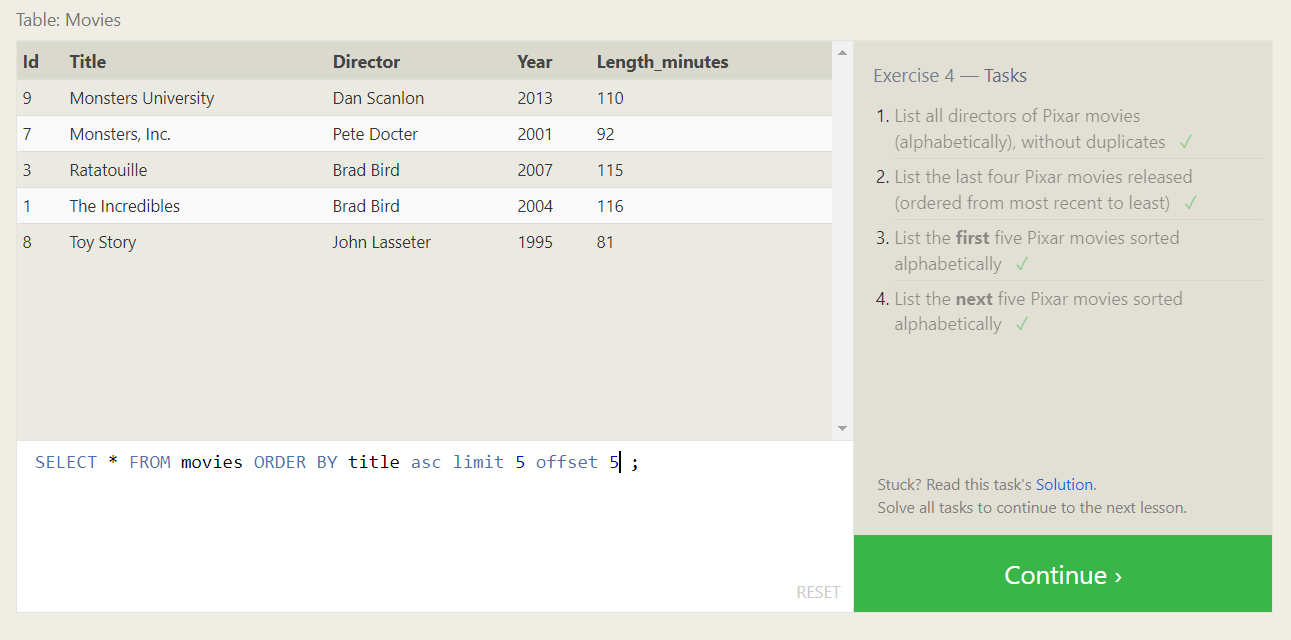 Table: Movies
Id Title Director Year Length_minutes
9 Monsters University Dan Scanlon 2013 110
7 Monsters, Inc. Pete Docter 2001 92
3 Ratatouille Brad Bird 2007 115
1 The Incredibles Brad Bird 2004 116
8 Toy Story John Lasseter 1995 81
SELECT * FROM movies ORDER BY title asc limit 5 offset 5 ;
RESET
Exercise 4 — Tasks
1. List all directors of Pixar movies
(alphabetically), without duplicates ✓
2. List the last four Pixar movies released
(ordered from most recent to least) ✓
3. List the first five Pixar movies sorted
alphabetically ✓
4. List the next five Pixar movies sorted
alphabetically ✓
Stuck? Read this task's Solution.
Solve all tasks to continue to the next lesson.
Continue ›